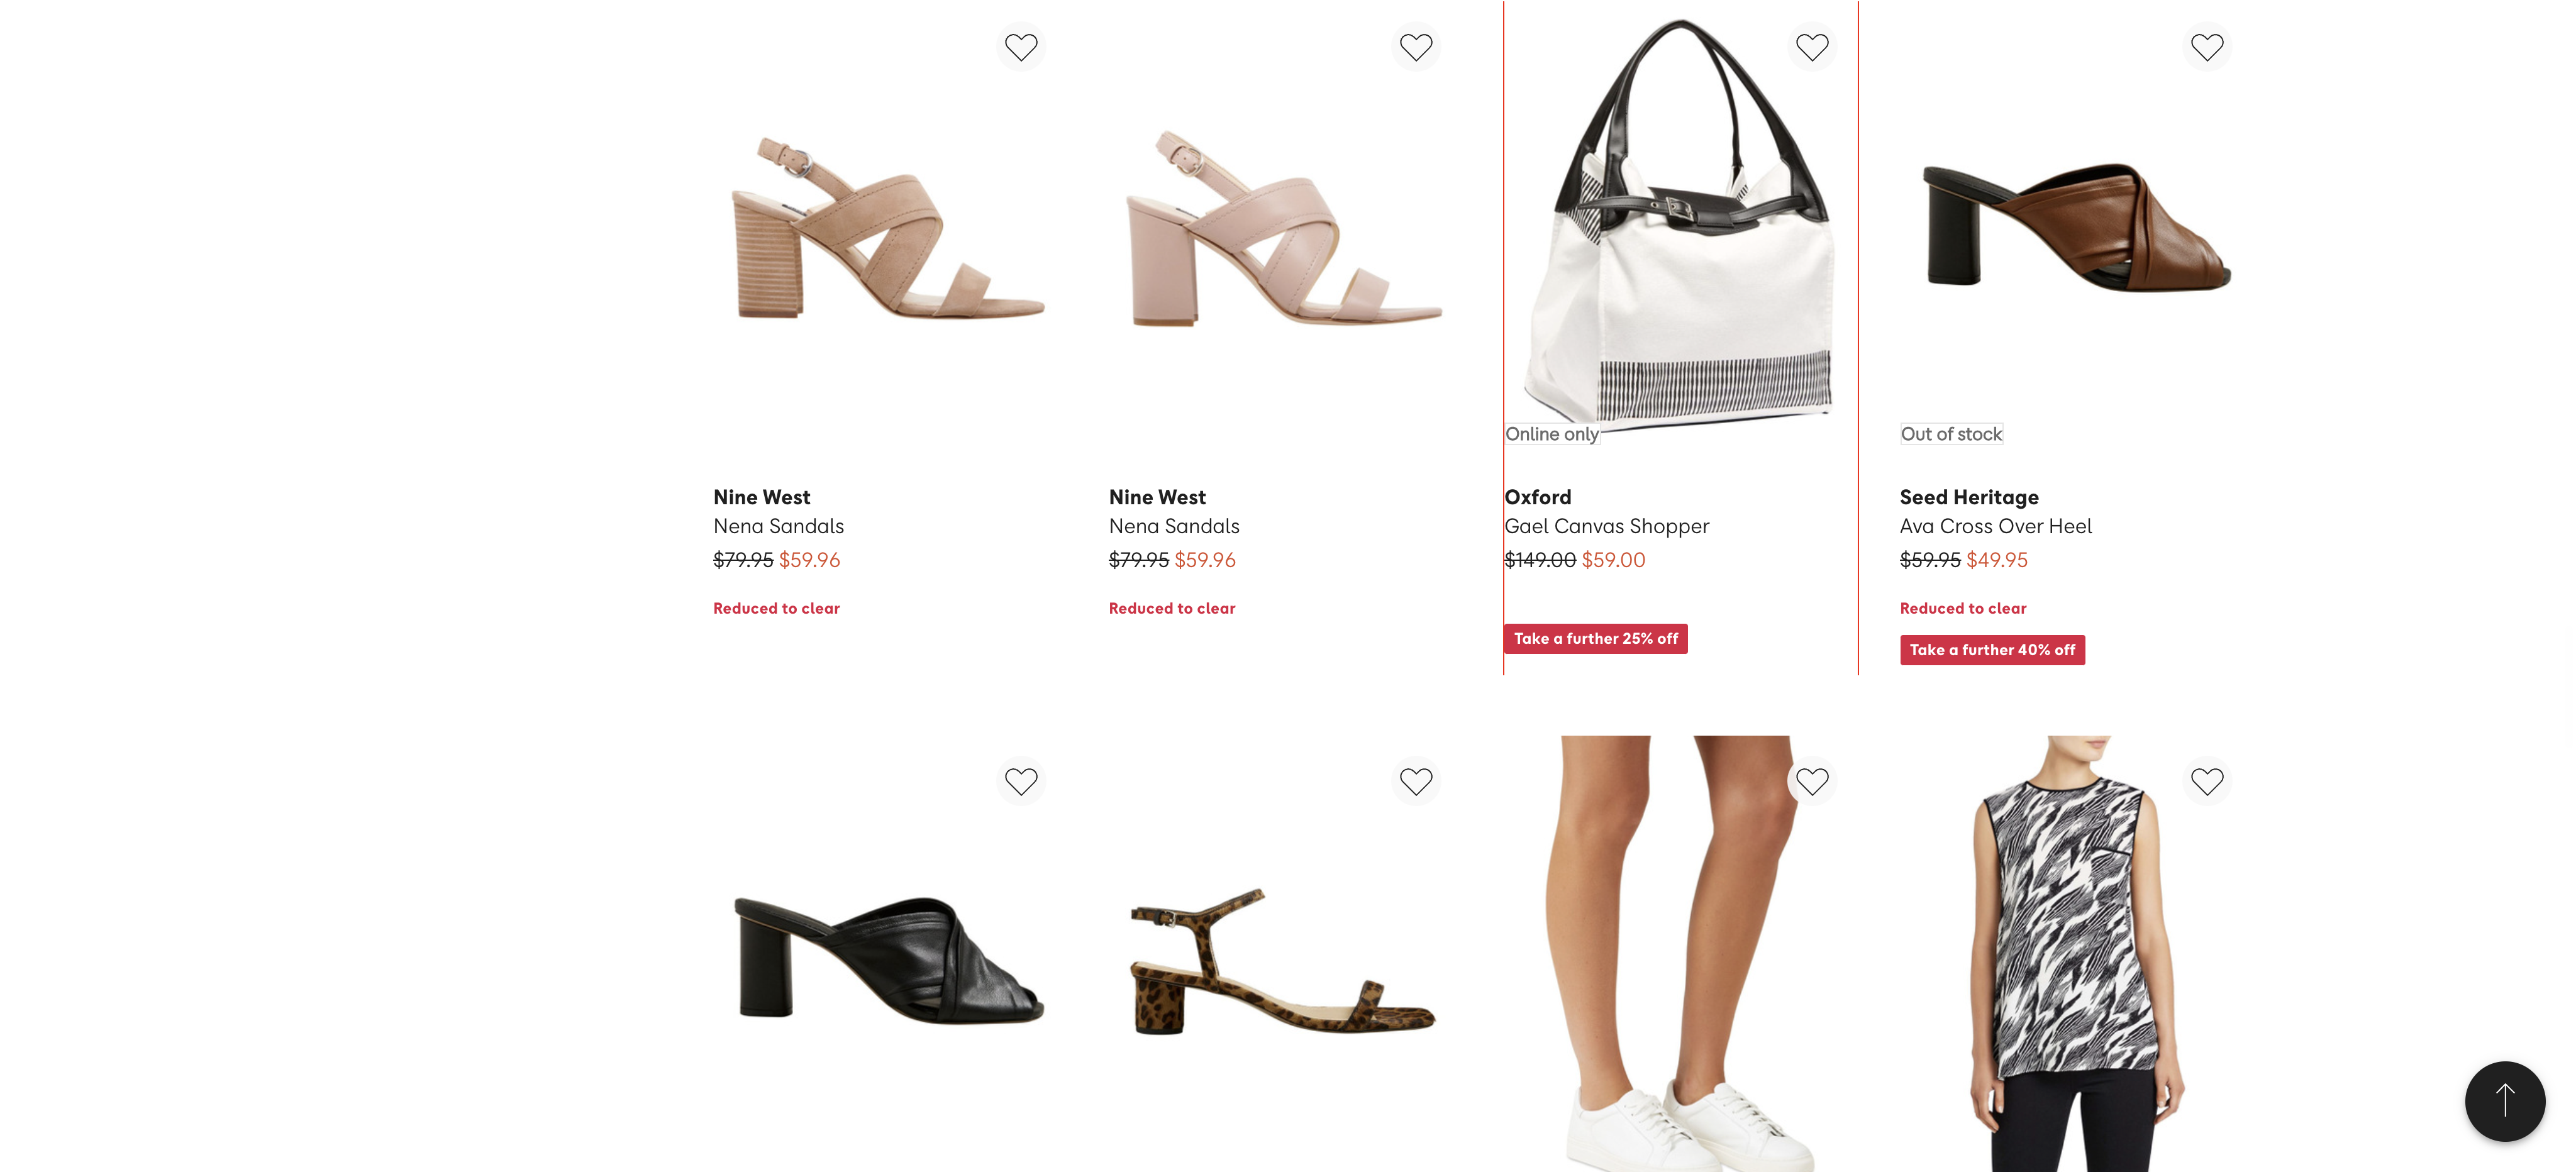 Online only
Out of stock
Nine West
Nena Sandals
$79.95 $59.96
Reduced to clear
Nine West
Nena Sandals
$79.95 $59.96
Reduced to clear
Oxford
Gael Canvas Shopper
$149.00 $59.00
Take a further 25% off
Seed Heritage
Ava Cross Over Heel
$59.95 $49.95
Reduced to clear
Take a further 40% off